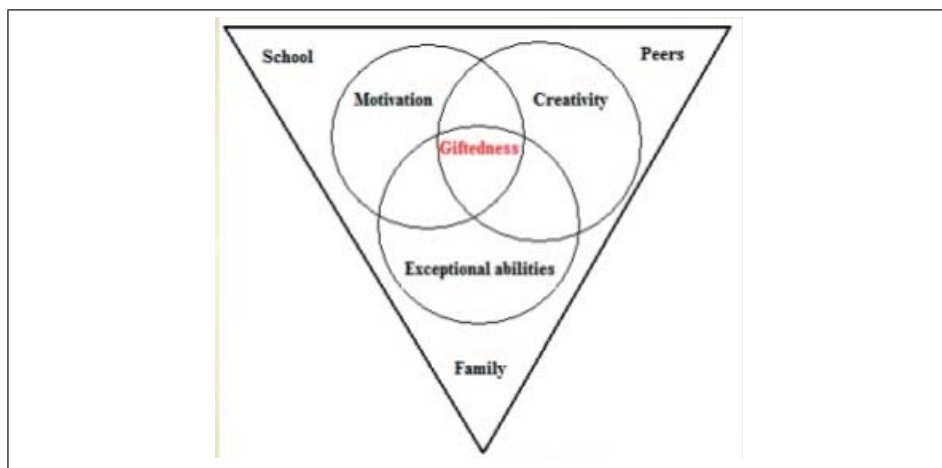 School
Peers
Motivation
Creativity
Giftedness
Exceptional abilities
Family